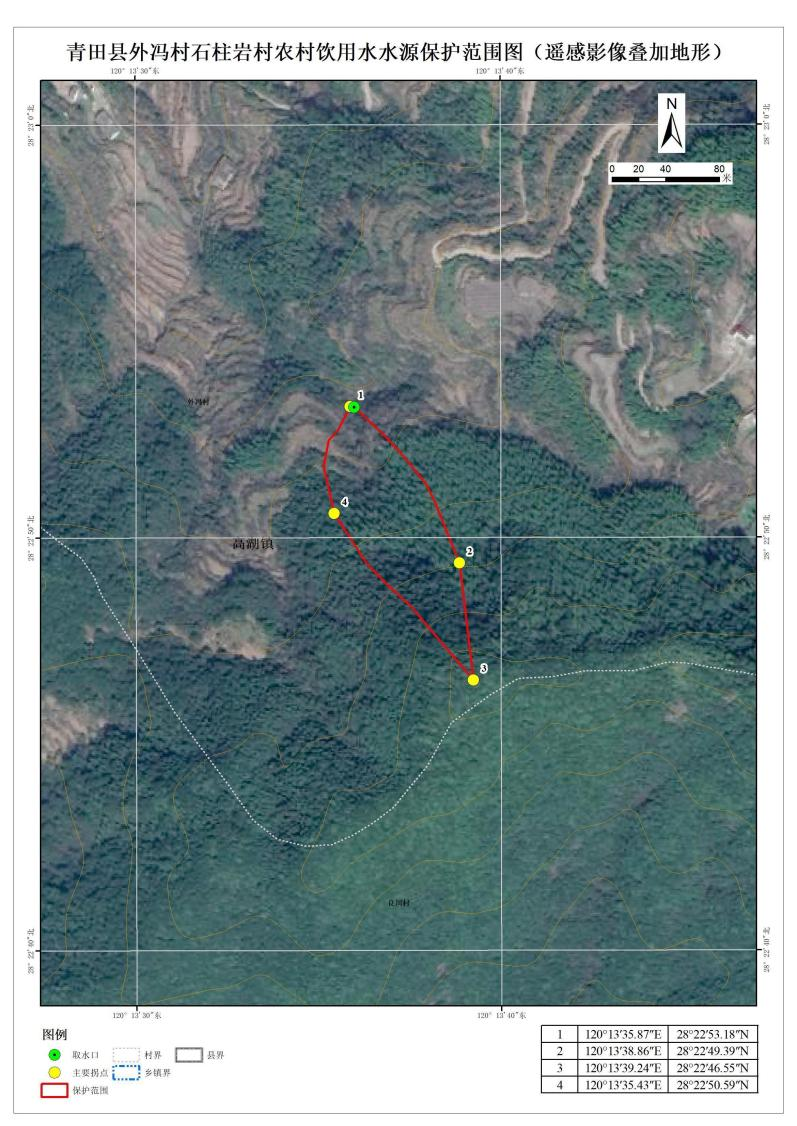 青田县外冯村石柱岩村农村饮用水水源保护范围图（遥感影像叠加地形）
120° 13′30″东
120° 13′40″东
28° 23′0″北
28° 23′0″北
N
0 20 40 80
米
1
外冯村
4
28° 22′50″北
高湖镇
28° 22′50″北
2
3
28° 22′40″北
28° 22′40″北
120° 13′30″东
120° 13′40″东
图例
取水口
村界
县界
主要拐点
乡镇界
保护范围
1 120°13′35.87″E 28°22′53.18″N
2 120°13′38.86″E 28°22′49.39″N
3 120°13′39.24″E 28°22′46.55″N
4 120°13′35.43″E 28°22′50.59″N